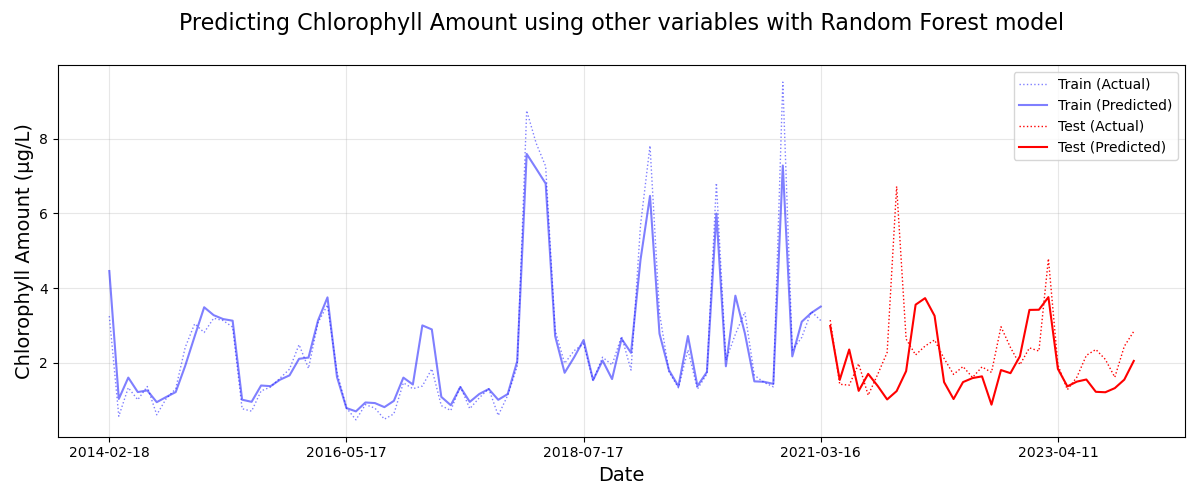 Predicting Chlorophyll Amount using other variables with Random Forest model
Chlorophyll Amount (µg/L)
8
6
4
2
Train (Actual)
Train (Predicted)
Test (Actual)
Test (Predicted)
2014-02-18
2016-05-17
2018-07-17
2021-03-16
2023-04-11
Date